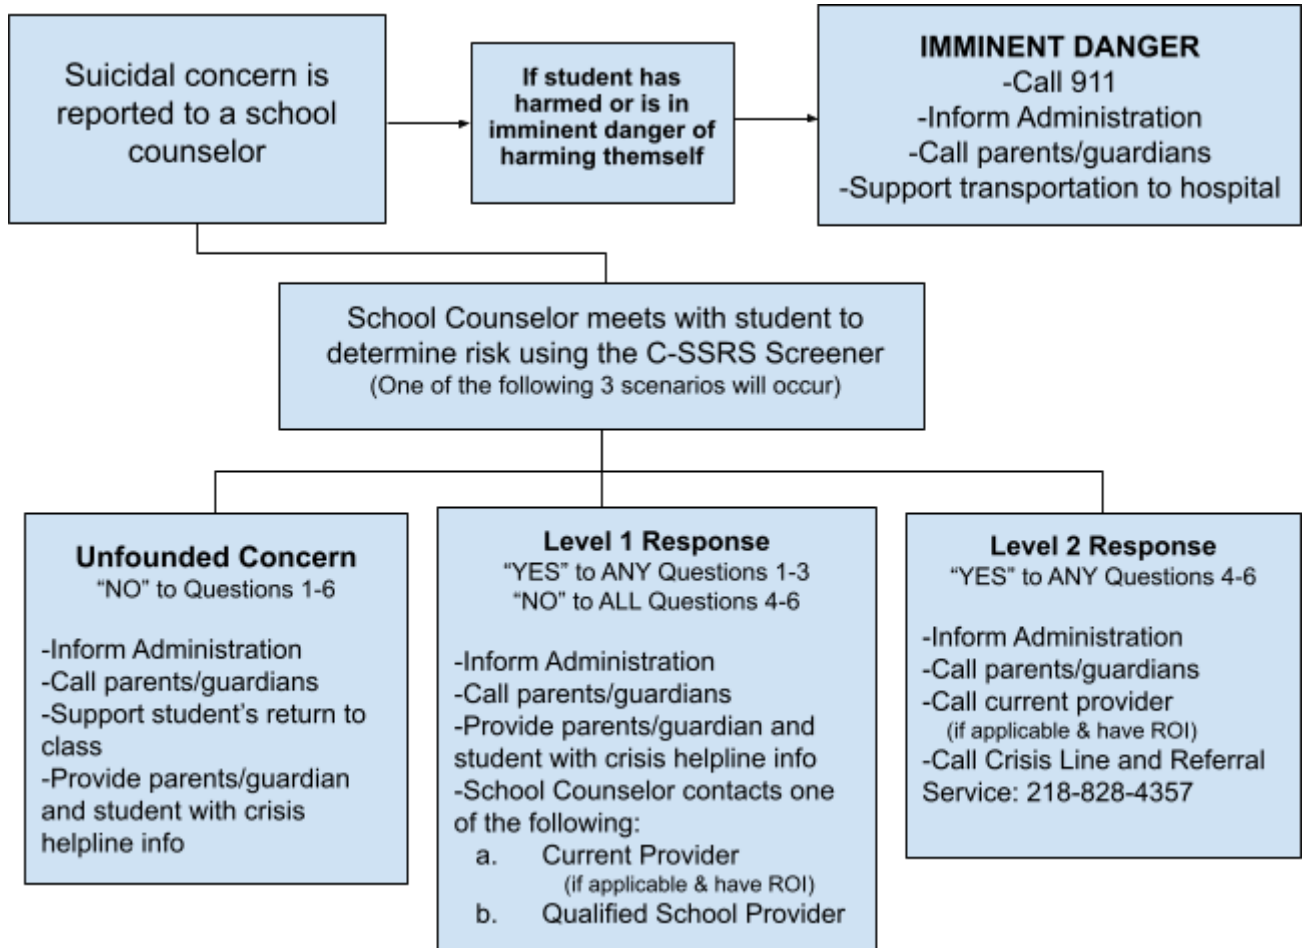 Suicidal concern is
reported to a school
counselor
If student has
harmed or is in
imminent danger of
harming themself
IMMINENT DANGER
-Call 911
-Inform Administration
-Call parents/guardians
-Support transportation to hospital
School Counselor meets with student to
determine risk using the C-SSRS Screener
(One of the following 3 scenarios will occur)
Unfounded Concern
“NO” to Questions 1-6
-Inform Administration
-Call parents/guardians
-Support student’s return to
class
-Provide parents/guardian
and student with crisis
helpline info
Level 1 Response
“YES” to ANY Questions 1-3
“NO” to ALL Questions 4-6
-Inform Administration
-Call parents/guardians
-Provide parents/guardian and
student with crisis helpline info
-School Counselor contacts one
of the following:
a. Current Provider
(if applicable & have ROI)
b. Qualified School Provider
Level 2 Response
“YES” to ANY Questions 4-6
-Inform Administration
-Call parents/guardians
-Call current provider
(if applicable & have ROI)
-Call Crisis Line and Referral
Service: 218-828-4357